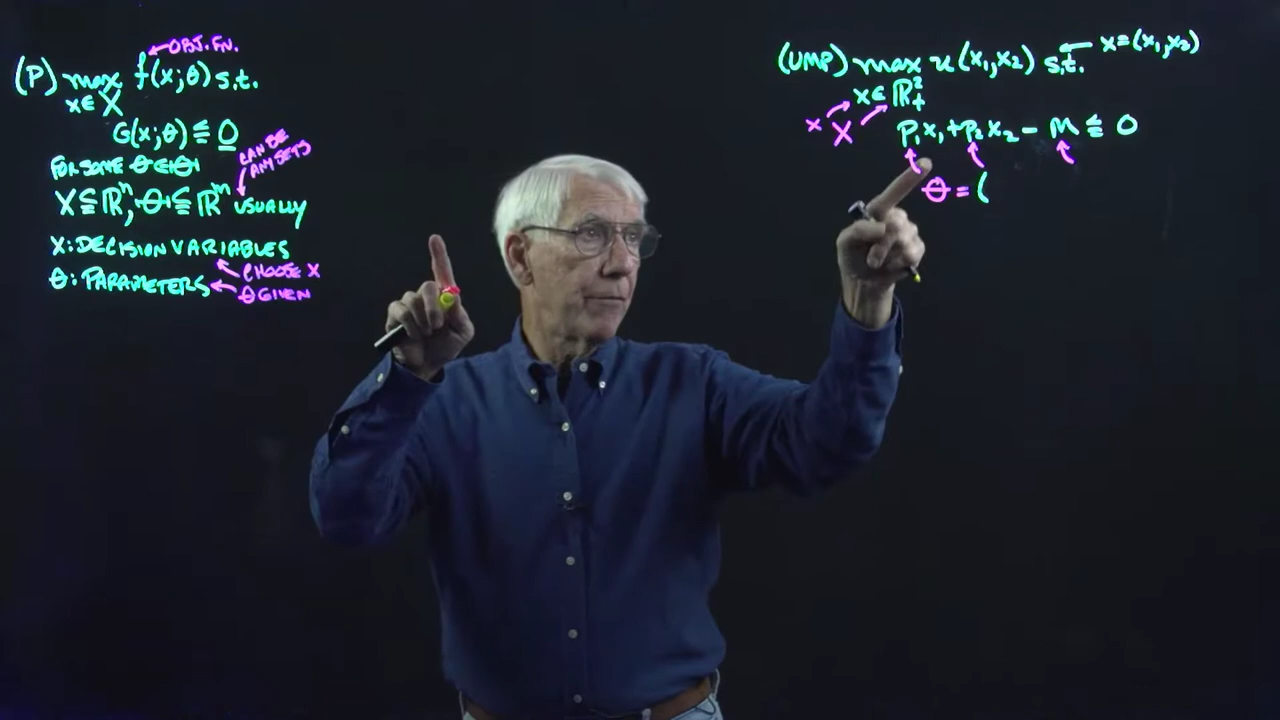 OBJ. FN.
(P) max f(x;θ) s.t.
x∈X
G(x;θ) ≦ 0
CAN BE
ANY SETS
FOR SOME θ∈Θ
X⊆ℝⁿ, Θ⊆ℝᵐ USUALLY
X: DECISION VARIABLES
CHOOSE X
θ: PARAMETERS
θ GIVEN
(UMP) max u(x₁,x₂) s.t. ← x=(x₁,x₂)
x∈ℝ²₊
x X
p₁x₁+p₂x₂ - M ≦ 0
θ = (